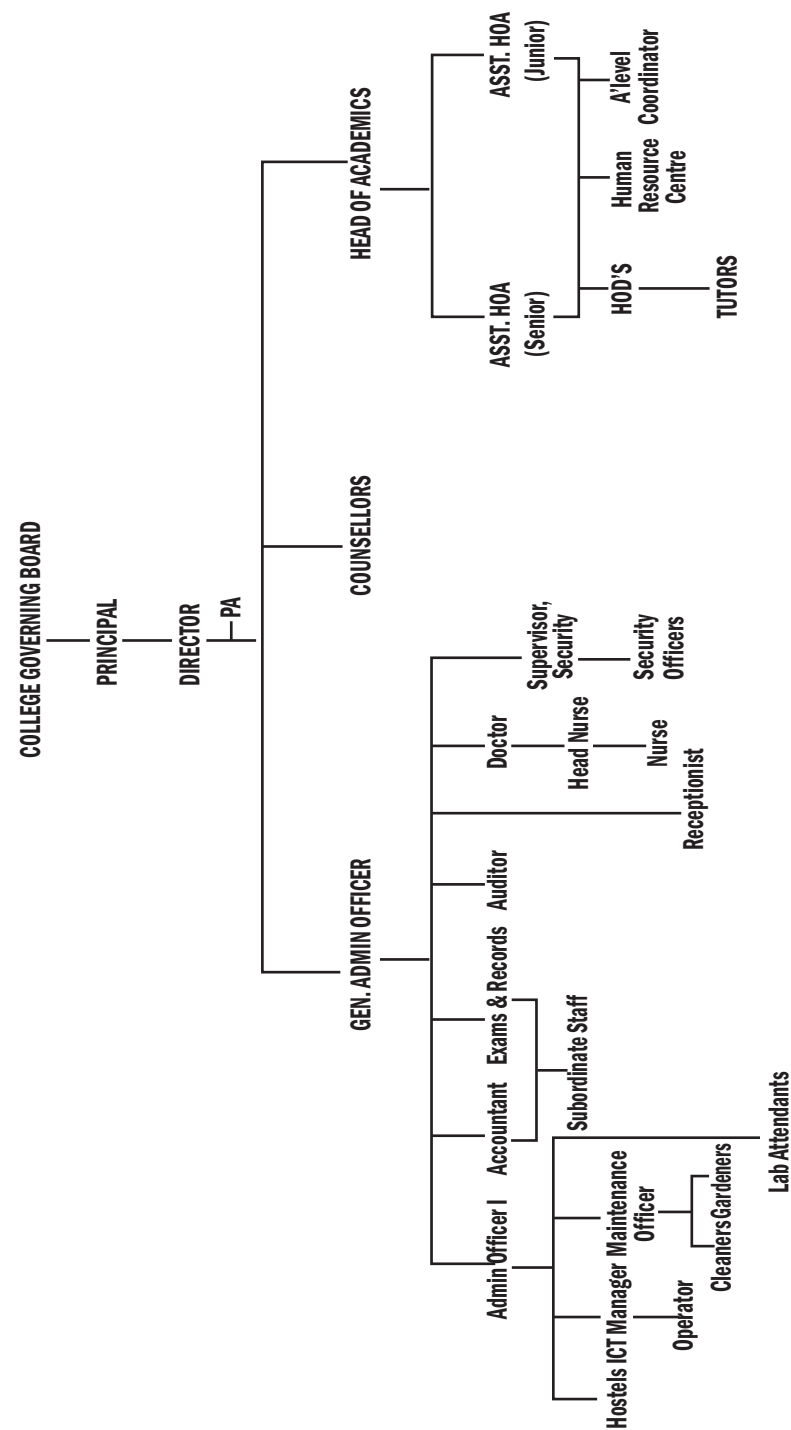 COLLEGE GOVERNING BOARD
PRINCIPAL
DIRECTOR
PA
GEN. ADMIN OFFICER
COUNSELLORS
HEAD OF ACADEMICS
Admin Officer I
Accountant
Exams & Records
Auditor
Doctor
Supervisor,
Security
ASST. HOA
(Senior)
ASST. HOA
(Junior)
Subordinate Staff
Head Nurse
Security
Officers
Nurse
Receptionist
HOD'S
Human
Resource
Centre
A'level
Coordinator
TUTORS
Hostels
ICT Manager
Maintenance
Officer
Operator
Cleaners
Gardeners
Lab Attendants